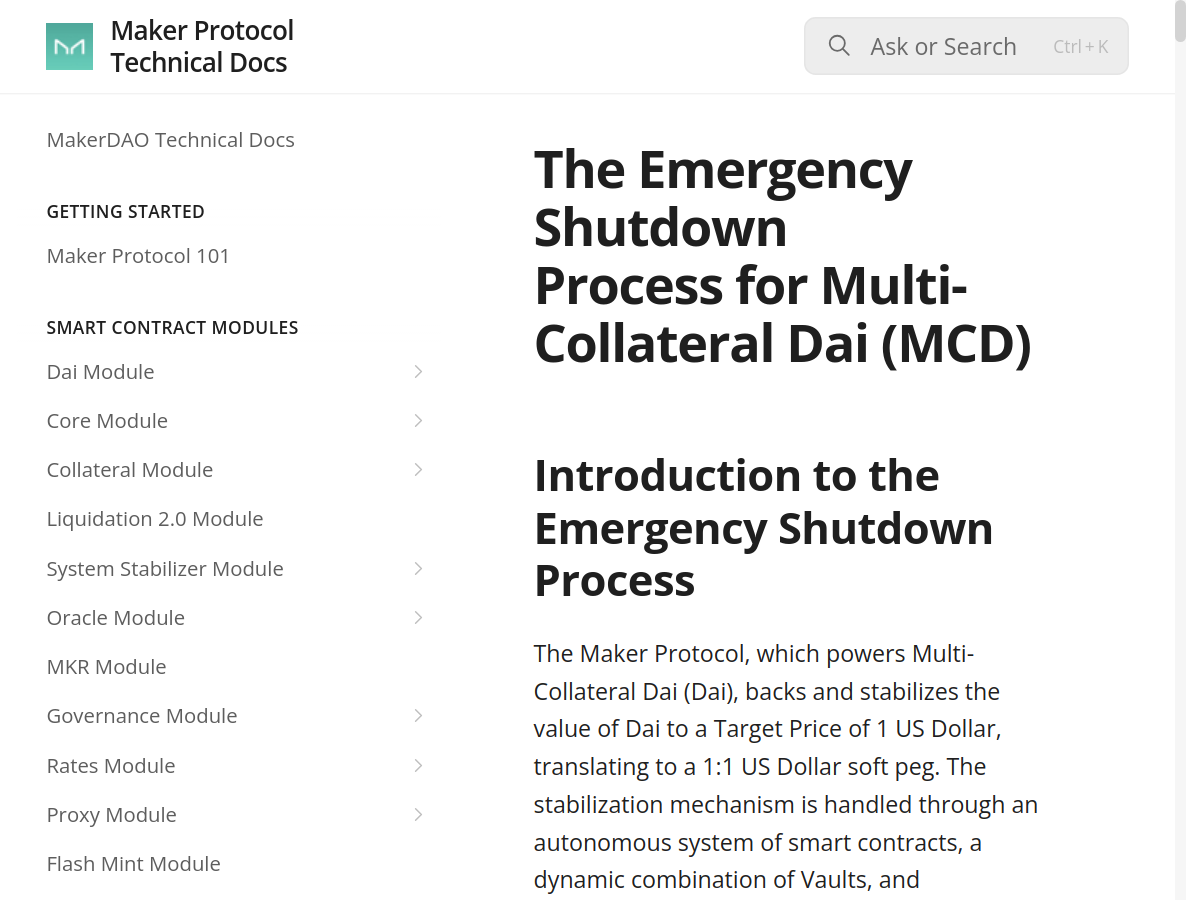 Maker Protocol
Technical Docs
Ask or Search
Ctrl + K
MakerDAO Technical Docs
GETTING STARTED
Maker Protocol 101
SMART CONTRACT MODULES
Dai Module
Core Module
Collateral Module
Liquidation 2.0 Module
System Stabilizer Module
Oracle Module
MKR Module
Governance Module
Rates Module
Proxy Module
Flash Mint Module
The Emergency
Shutdown
Process for Multi-
Collateral Dai (MCD)
Introduction to the
Emergency Shutdown
Process
The Maker Protocol, which powers Multi-
Collateral Dai (Dai), backs and stabilizes the
value of Dai to a Target Price of 1 US Dollar,
translating to a 1:1 US Dollar soft peg. The
stabilization mechanism is handled through an
autonomous system of smart contracts, a
dynamic combination of Vaults, and